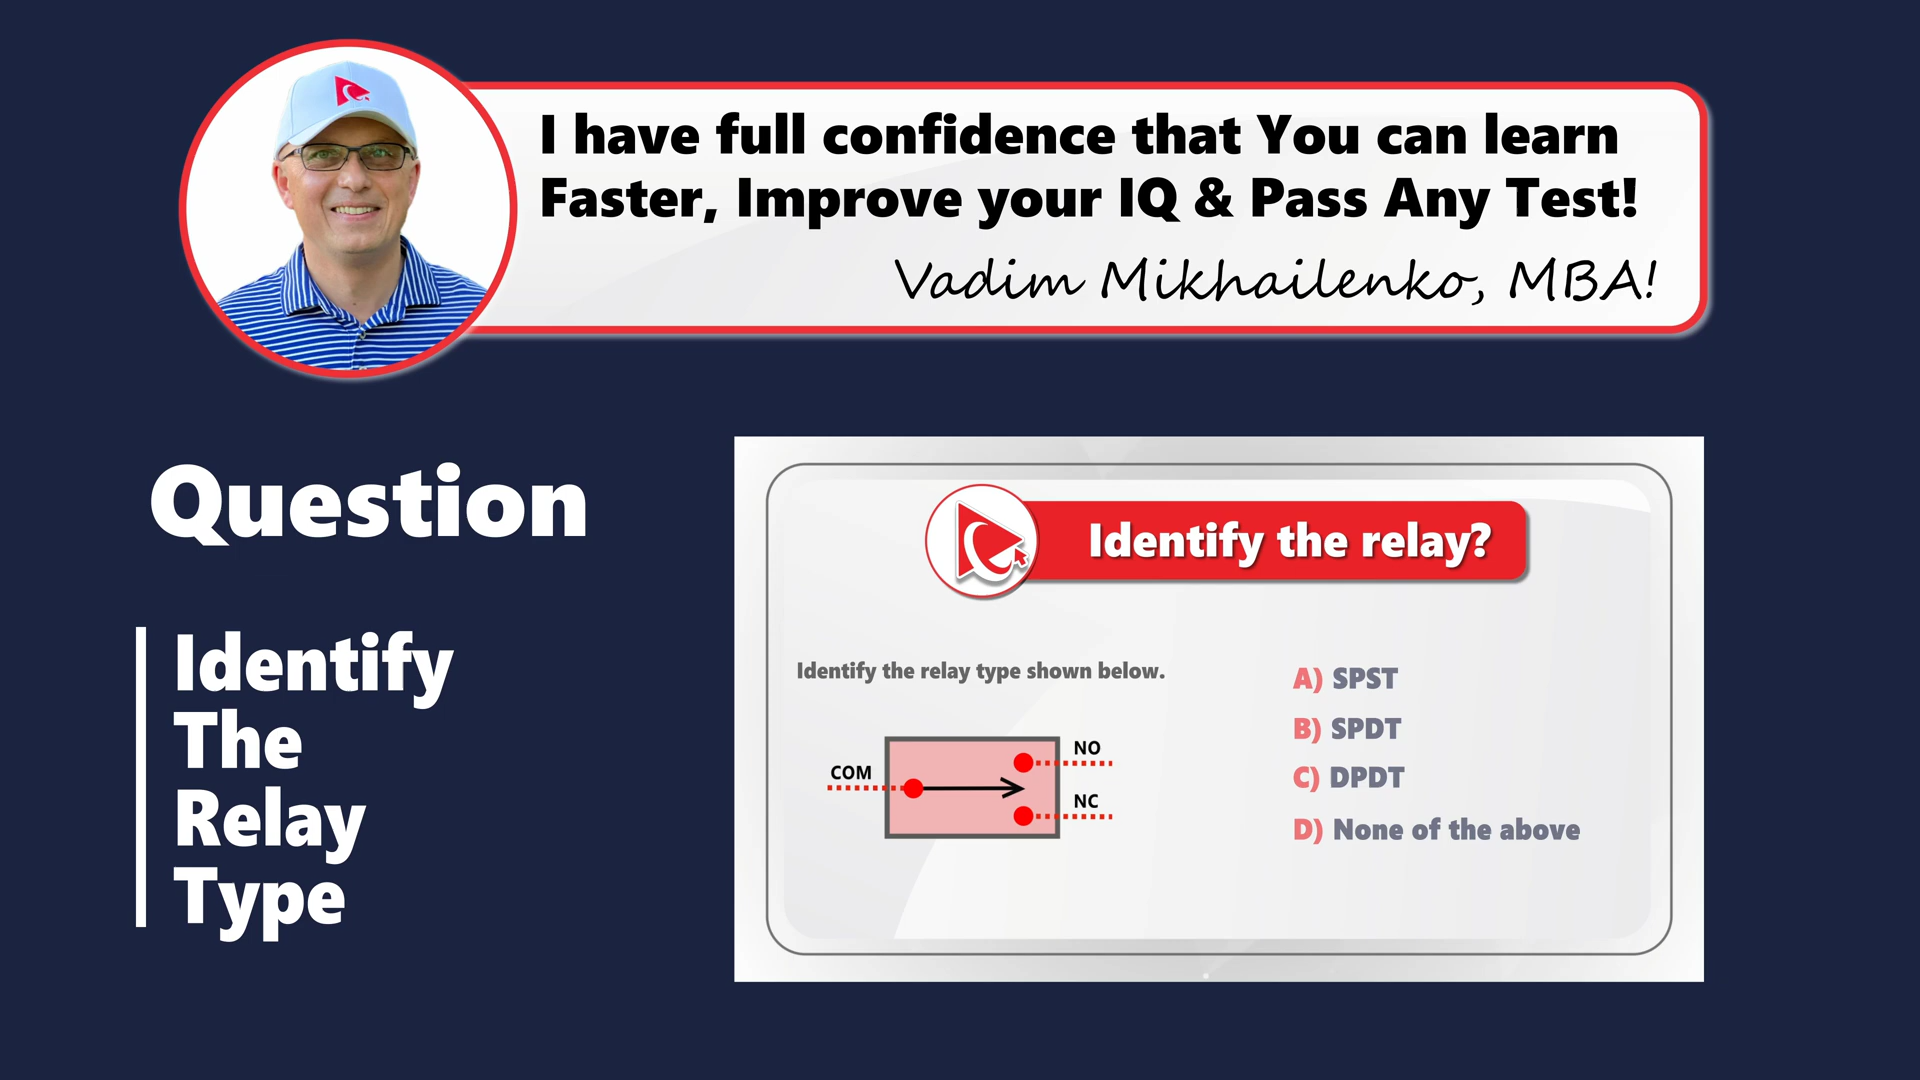 I have full confidence that You can learn
Faster, Improve your IQ & Pass Any Test!
Vadim Mikhailenko, MBA!
Question
Identify
The
Relay
Type
Identify the relay?
Identify the relay type shown below.
COM
NO
NC
A) SPST
B) SPDT
C) DPDT
D) None of the above